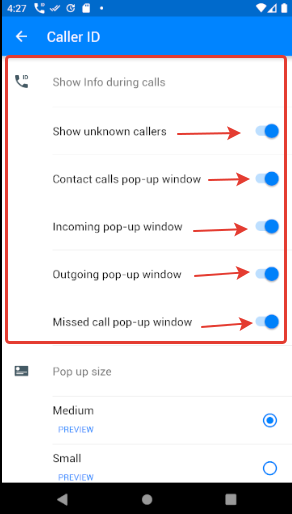 4:27
Caller ID
ID
Show Info during calls
Show unknown callers
Contact calls pop-up window
Incoming pop-up window
Outgoing pop-up window
Missed call pop-up window
Pop up size
Medium
PREVIEW
Small
PREVIEW